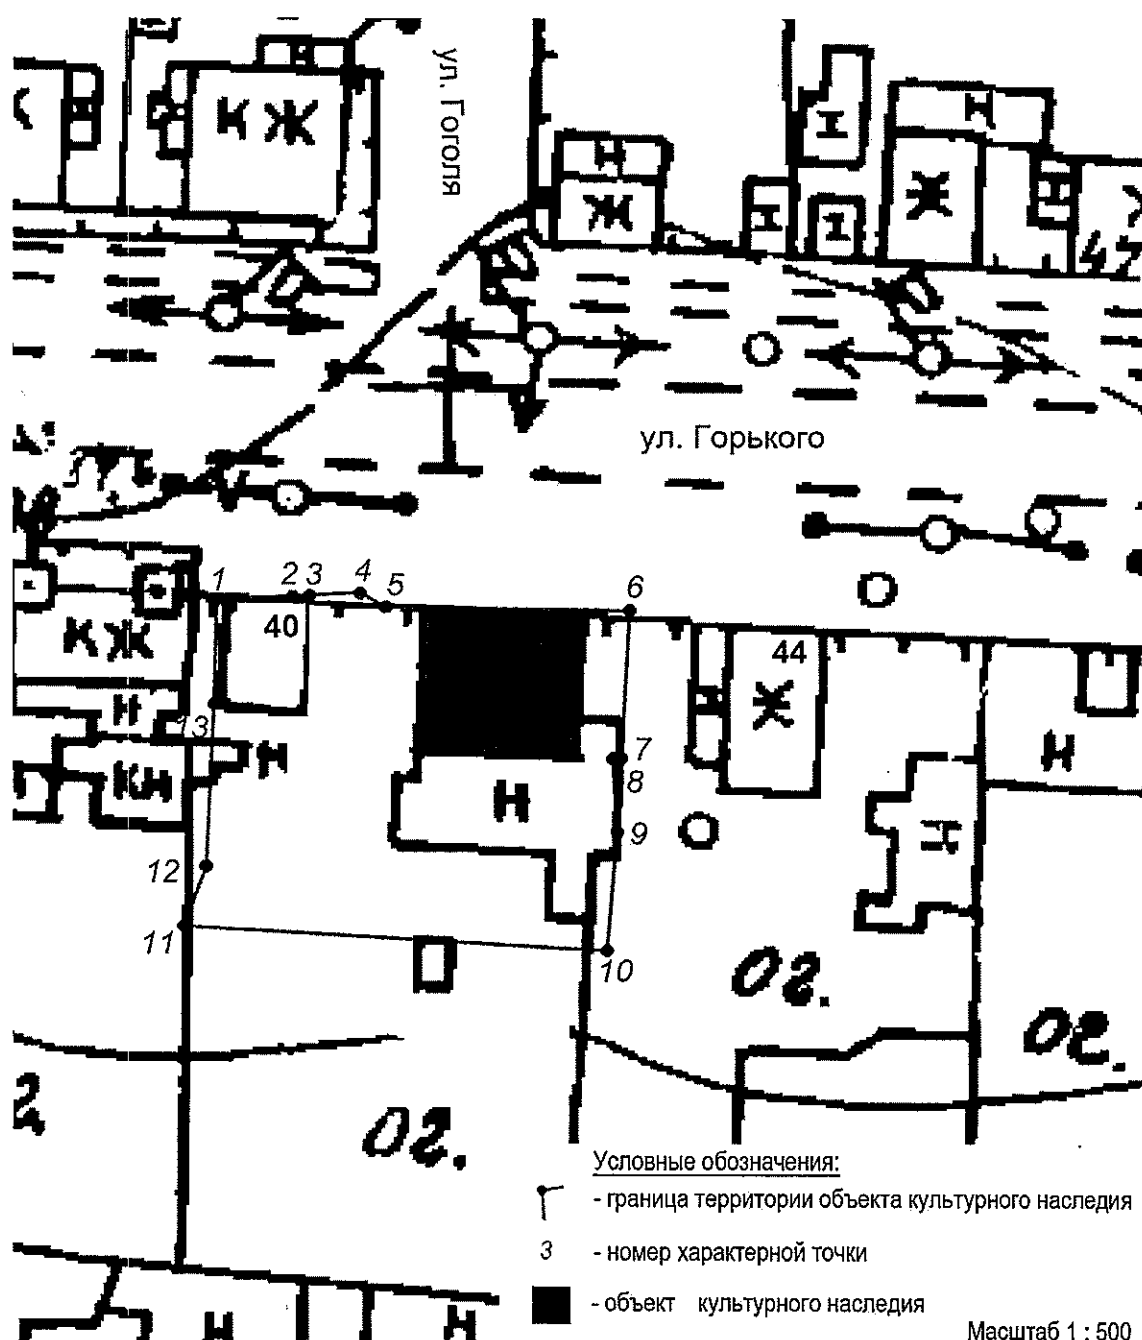 КЖ
ул. Гоголя
Н
Н
Ж
Н
Ж
Н
Н
Н
Н
47
ул. Горького
1
2
3
4
5
6
40
44
КЖ
Н
Ж
Н
13
Н
КН
Н
Н
7
8
9
Н
Н
12
11
10
ог.
ог.
ог.
Условные обозначения:
- граница территории объекта культурного наследия
3 - номер характерной точки
- объект культурного наследия
Н
Н
Масштаб 1 : 500